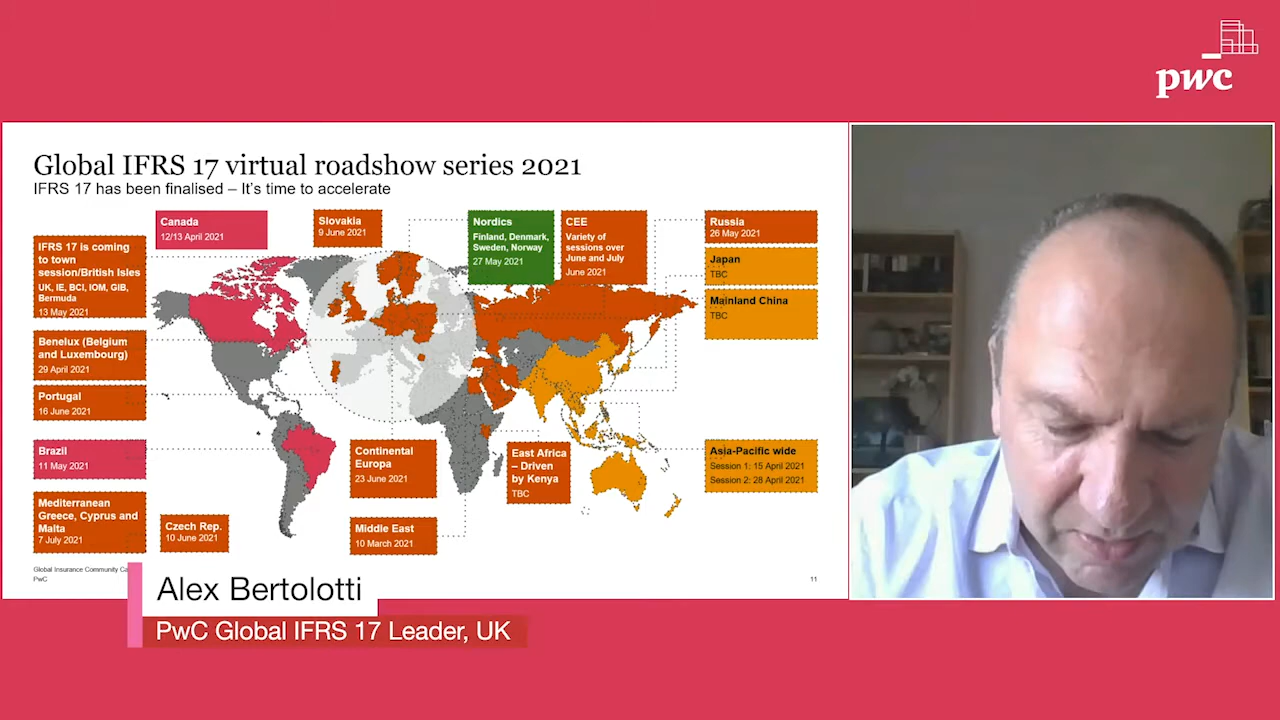 pwc
Global IFRS 17 virtual roadshow series 2021
IFRS 17 has been finalised – It's time to accelerate
Canada
12/13 April 2021
Slovakia
9 June 2021
Nordics
Finland, Denmark,
Sweden, Norway
27 May 2021
CEE
Variety of
sessions over
June and July
June 2021
Russia
26 May 2021
Japan
TBC
Mainland China
TBC
IFRS 17 is coming
to town
session/British Isles
UK, IE, BCI, IOM, GIB,
Bermuda
13 May 2021
Benelux (Belgium
and Luxembourg)
29 April 2021
Portugal
16 June 2021
Brazil
11 May 2021
Mediterranean
Greece, Cyprus and
Malta
7 July 2021
Czech Rep.
10 June 2021
Continental
Europa
23 June 2021
Middle East
10 March 2021
East Africa
– Driven
by Kenya
TBC
Asia-Pacific wide
Session 1: 15 April 2021
Session 2: 28 April 2021
Global Insurance Community Ca
PwC
11
Alex Bertolotti
PwC Global IFRS 17 Leader, UK